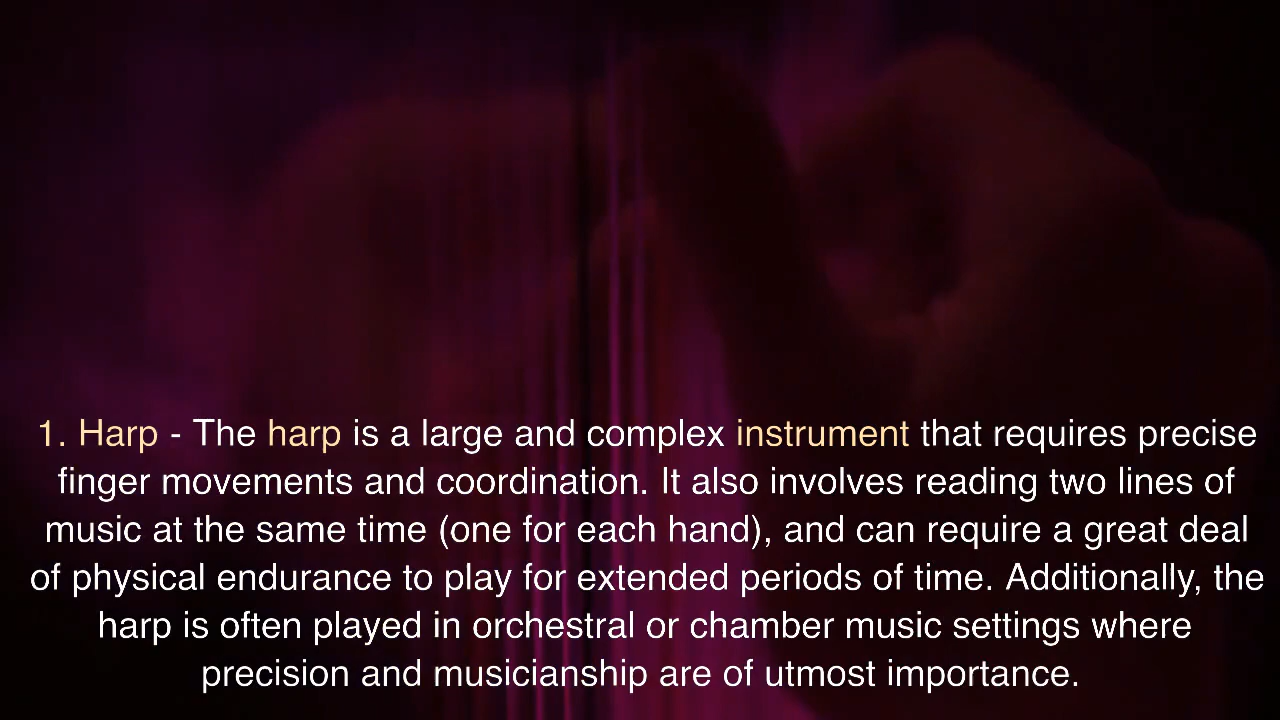 1. Harp - The harp is a large and complex instrument that requires precise
finger movements and coordination. It also involves reading two lines of
music at the same time (one for each hand), and can require a great deal
of physical endurance to play for extended periods of time. Additionally, the
harp is often played in orchestral or chamber music settings where
precision and musicianship are of utmost importance.